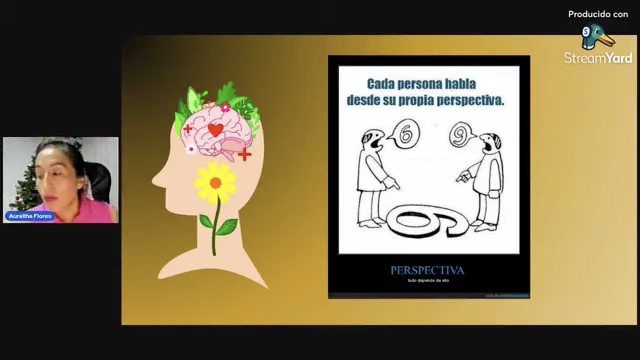 Producido con
StreamYard
Cada persona habla
desde su propia perspectiva.
6
9
6
PERSPECTIVA
todo depende de ello
Aureliha Flores